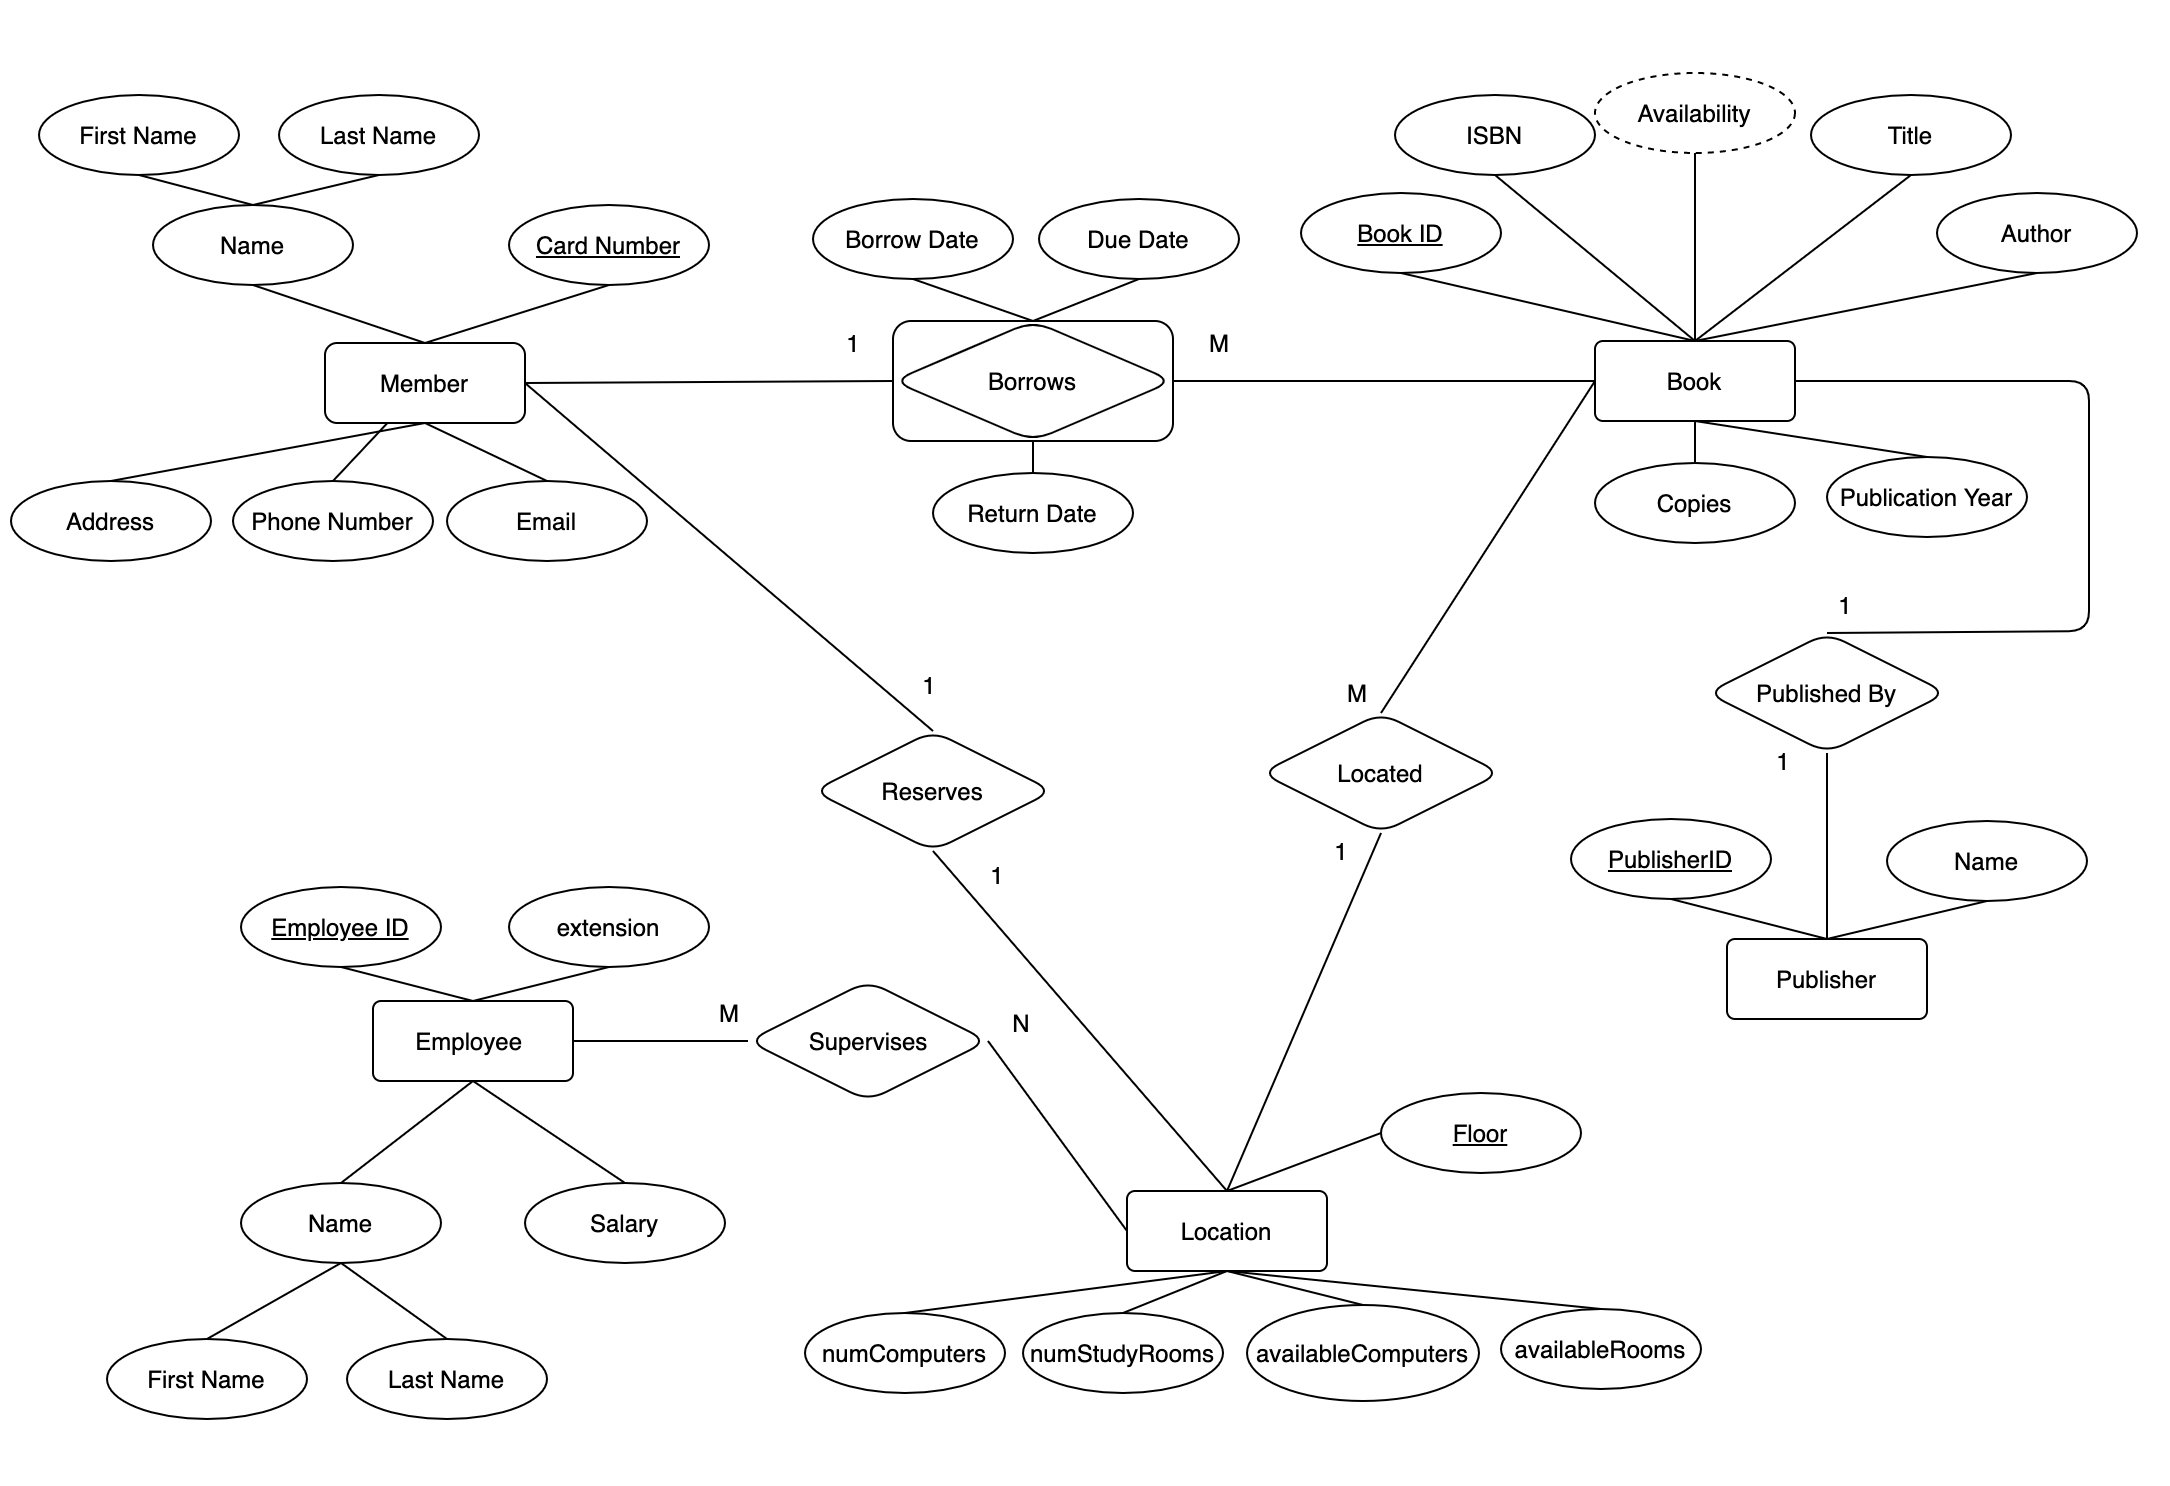 Availability
First Name
Last Name
ISBN
Title
Name
Card Number
Borrow Date
Due Date
Book ID
Author
1
M
Member
Borrows
Book
Address
Phone Number
Email
Return Date
Copies
Publication Year
1
1
M
Published By
Reserves
Located
1
1
1
PublisherID
Name
Employee ID
extension
Publisher
M
N
Employee
Supervises
Floor
Name
Salary
Location
numComputers
numStudyRooms
availableComputers
availableRooms
First Name
Last Name